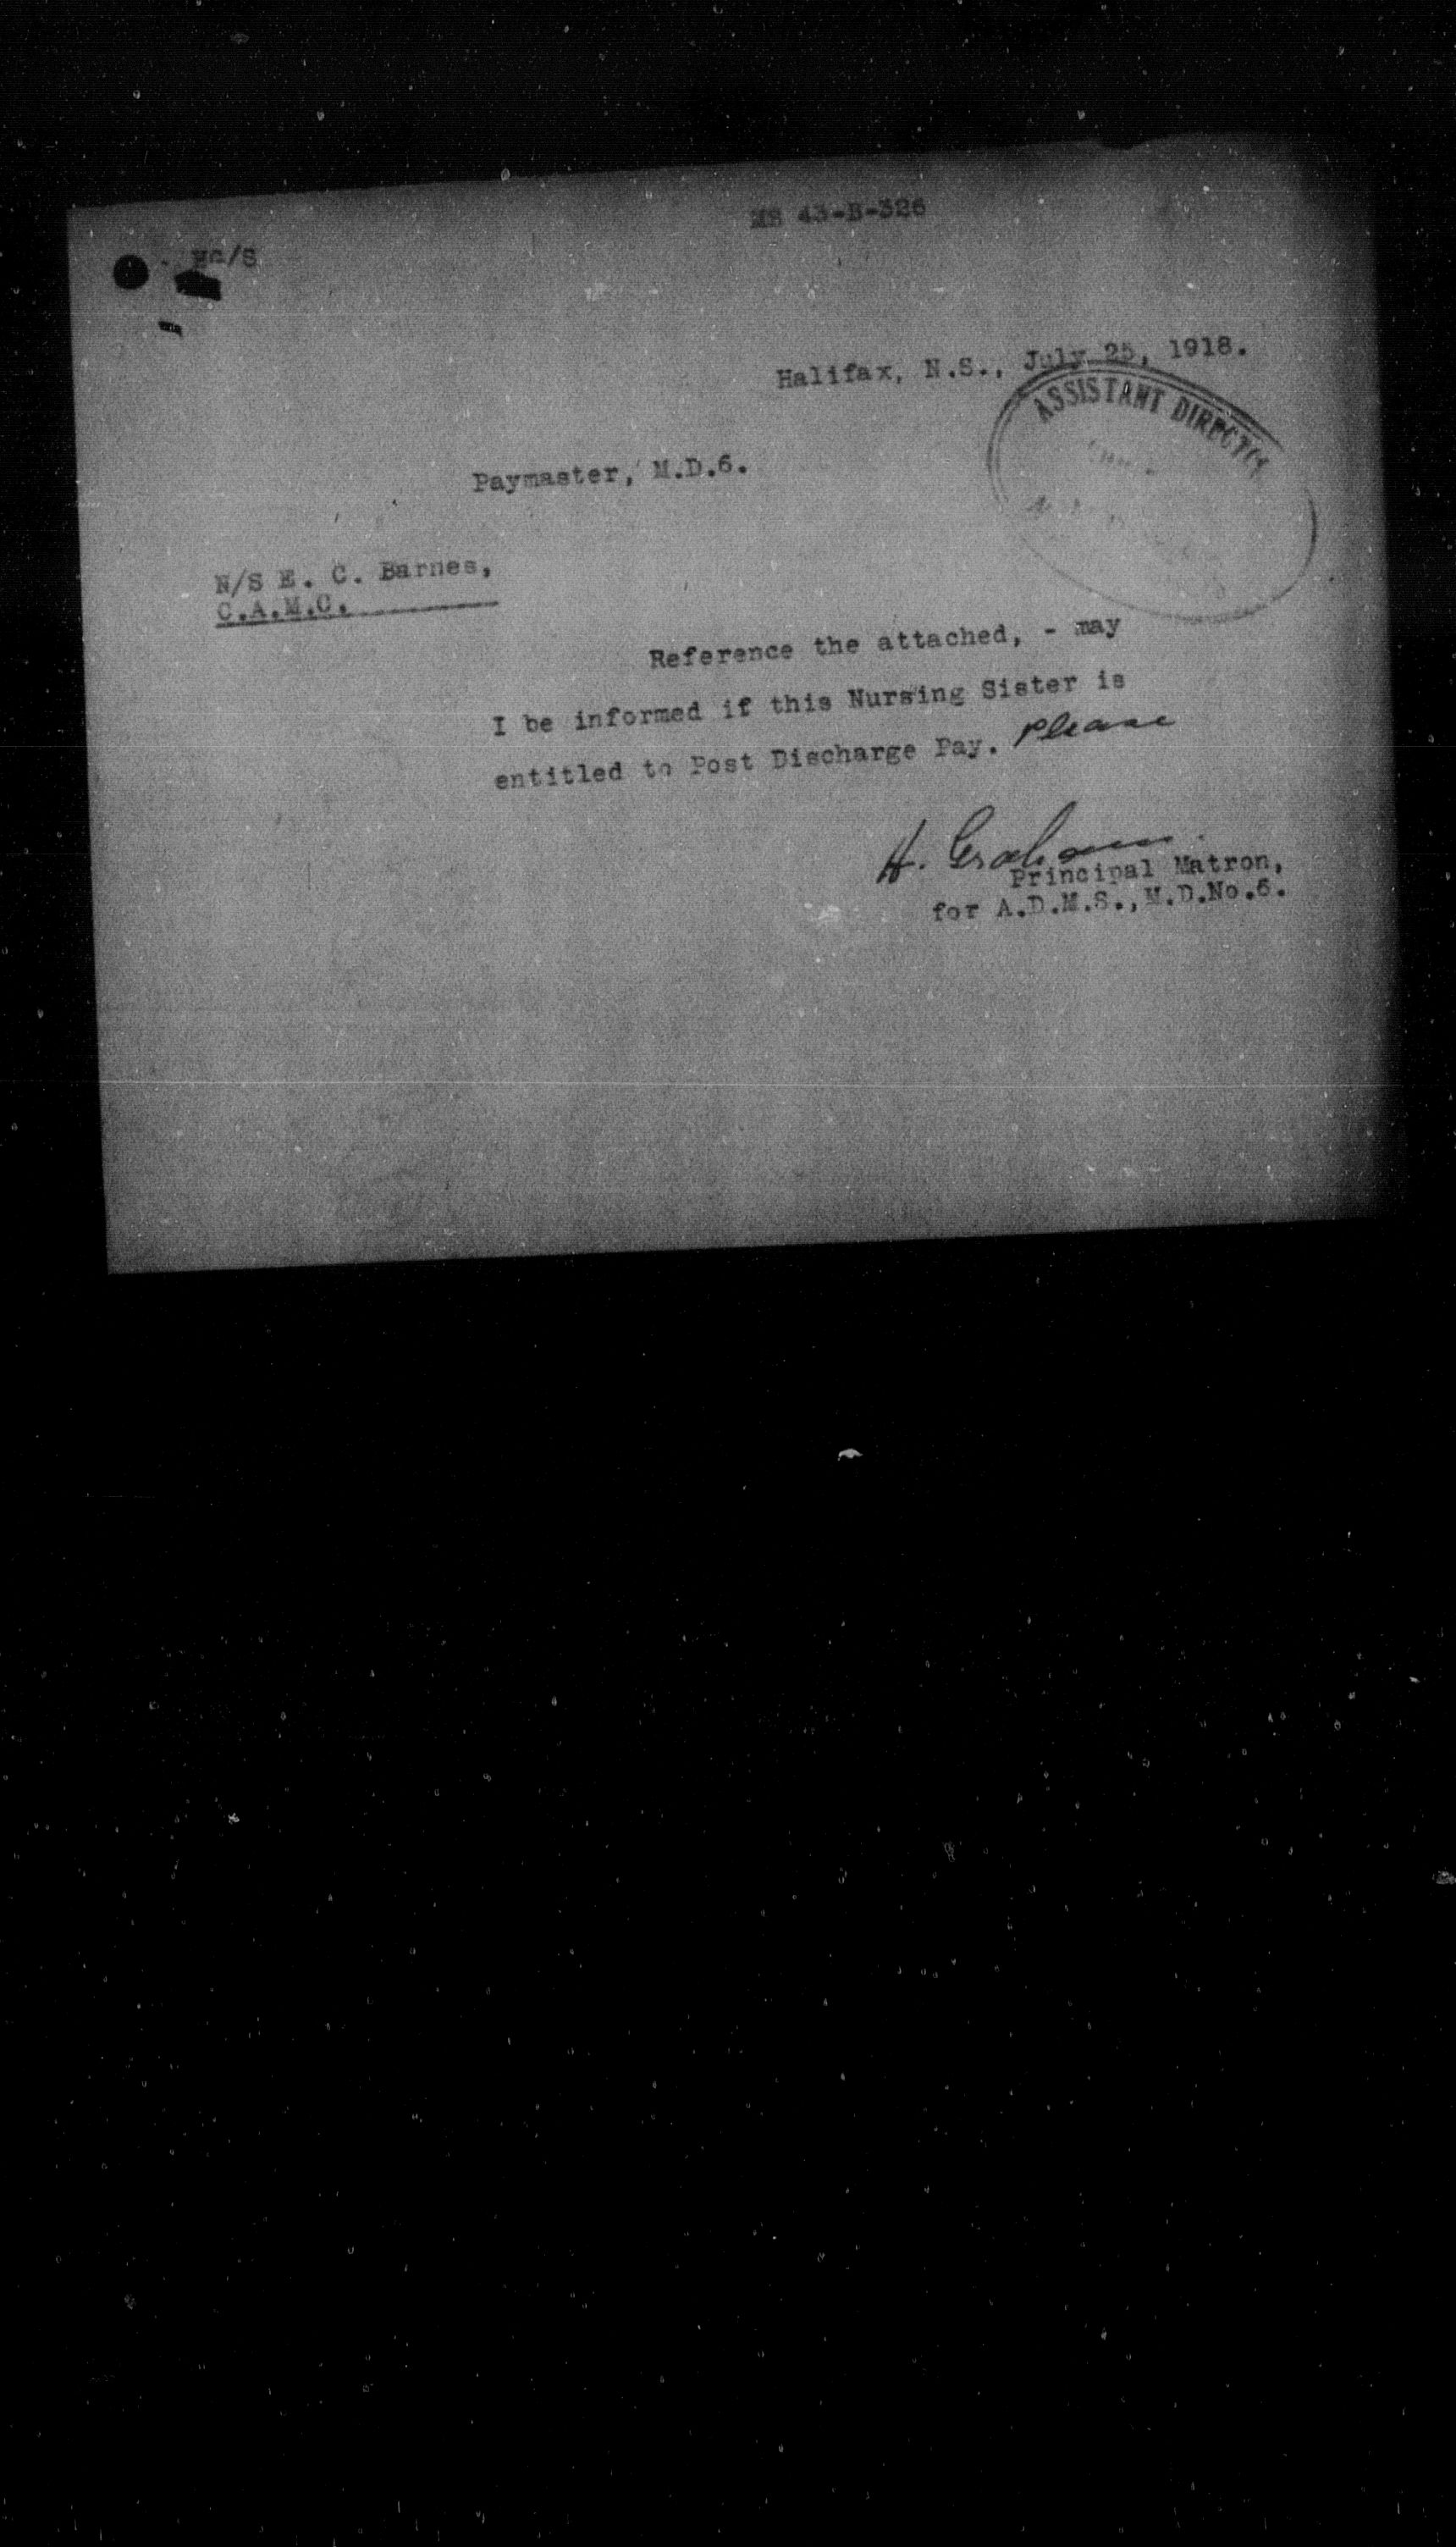 MS 43-B-326
Halifax, N.S., July 25, 1918.
ASSISTANT DIRECTOR
Paymaster, M.D.6.
N/S E. C. Barnes,
C.A.M.C.
Reference the attached, - may
I be informed if this Nursing Sister is
entitled to Post Discharge Pay. Please
H. Graham.
Principal Matron,
for A.D.M.S., M.D.No.6.